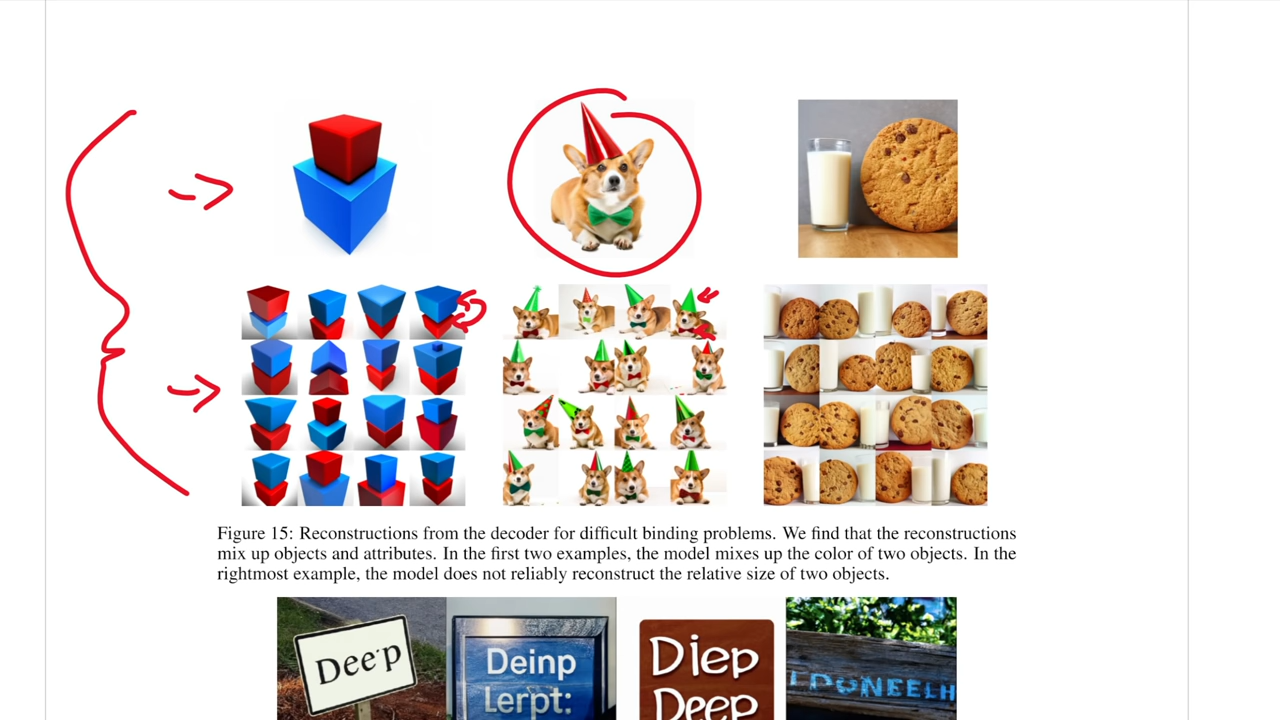 Figure 15: Reconstructions from the decoder for difficult binding problems. We find that the reconstructions
mix up objects and attributes. In the first two examples, the model mixes up the color of two objects. In the
rightmost example, the model does not reliably reconstruct the relative size of two objects.
Dee'p
Deinp
Lerpt:
Diep
Deep